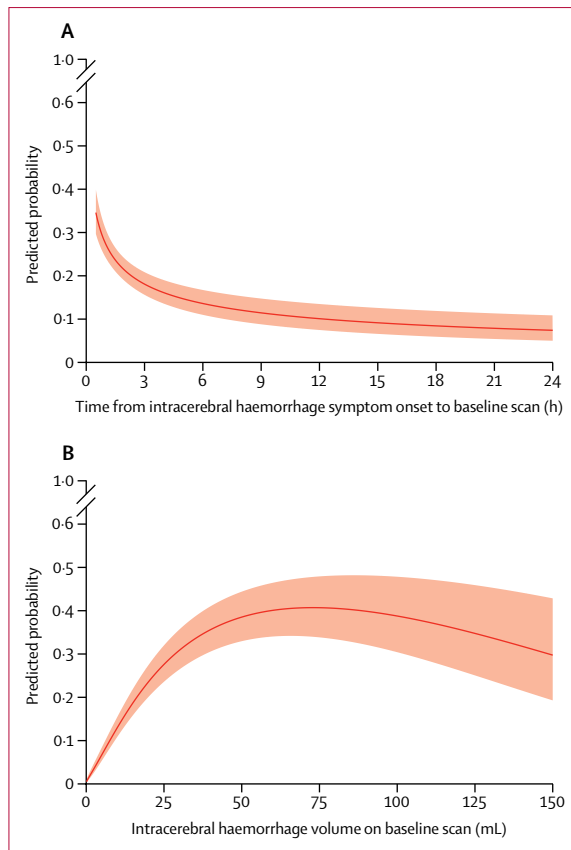 A
1·0
0·6
0·5
0·4
0·3
0·2
0·1
0
Predicted probability
0 3 6 9 12 15 18 21 24
Time from intracerebral haemorrhage symptom onset to baseline scan (h)
B
1·0
0·6
0·5
0·4
0·3
0·2
0·1
0
Predicted probability
0 25 50 75 100 125 150
Intracerebral haemorrhage volume on baseline scan (mL)